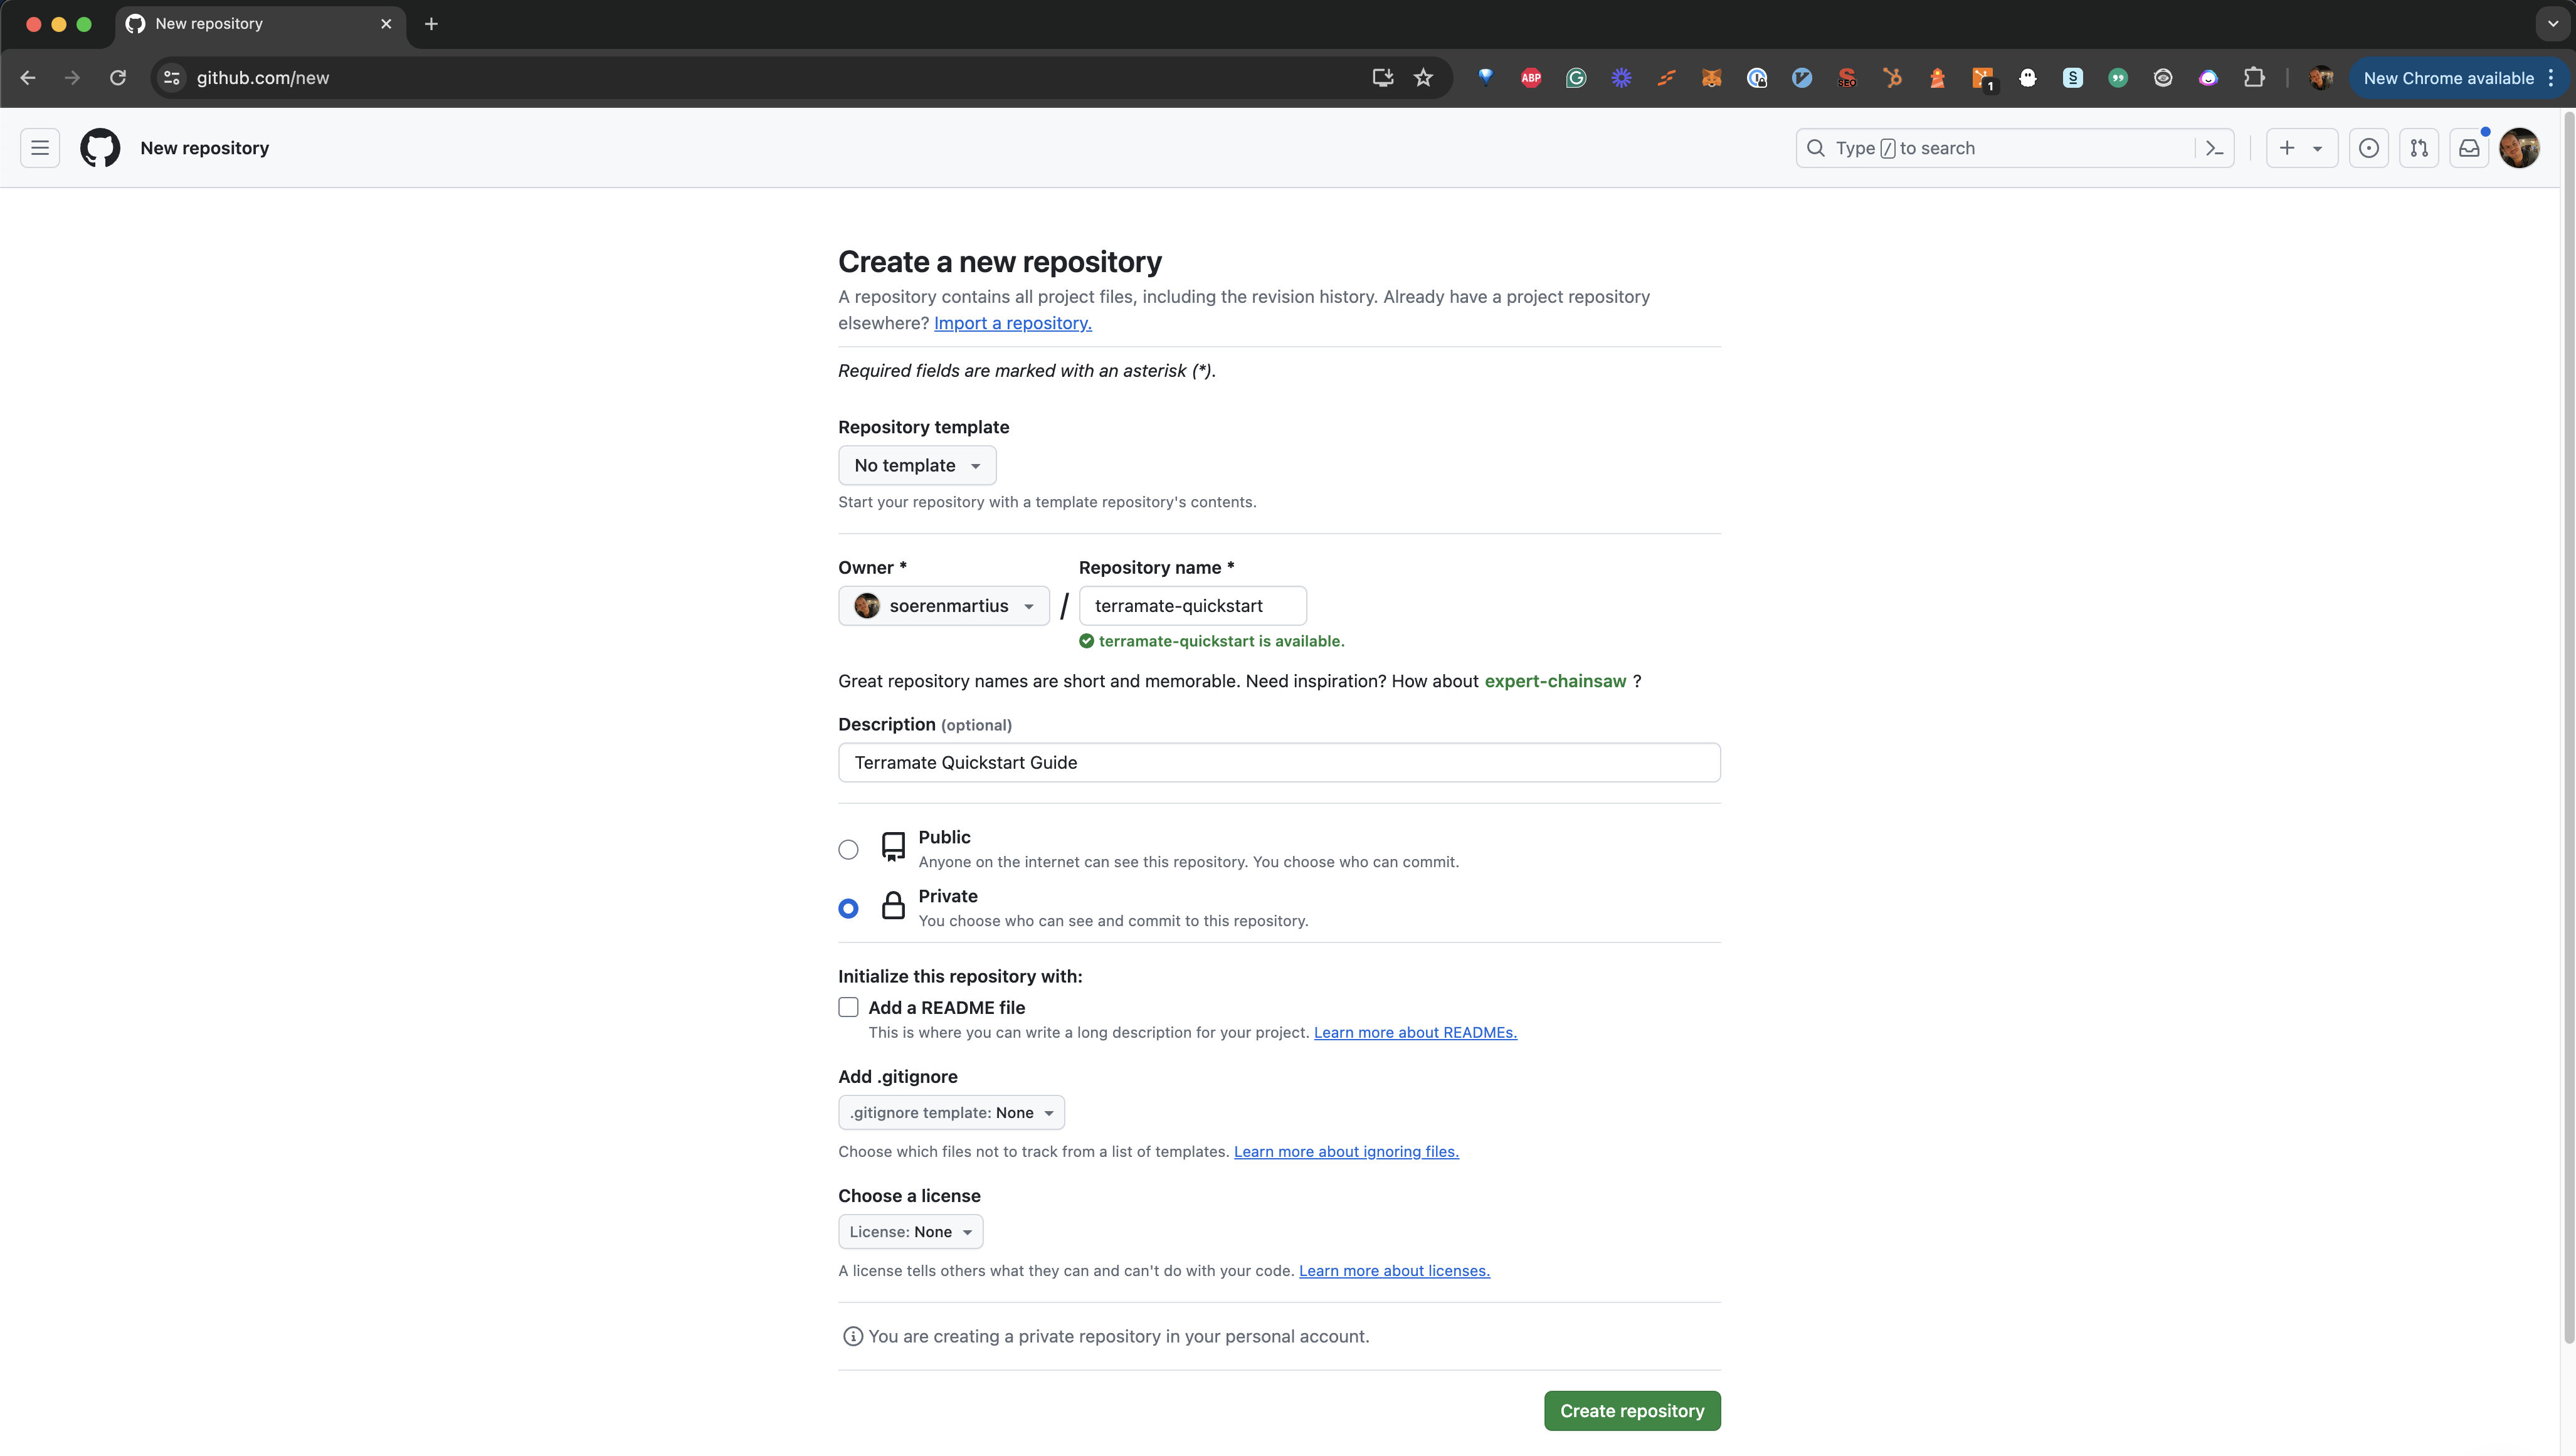 New repository
github.com/new
ABP
SEO
1
S
New Chrome available
New repository
Type / to search
Create a new repository
A repository contains all project files, including the revision history. Already have a project repository
elsewhere? Import a repository.
Required fields are marked with an asterisk (*).
Repository template
No template
Start your repository with a template repository's contents.
Owner *
Repository name *
soerenmartius
/
terramate-quickstart
terramate-quickstart is available.
Great repository names are short and memorable. Need inspiration? How about expert-chainsaw ?
Description (optional)
Terramate Quickstart Guide
Public
Anyone on the internet can see this repository. You choose who can commit.
Private
You choose who can see and commit to this repository.
Initialize this repository with:
Add a README file
This is where you can write a long description for your project. Learn more about READMEs.
Add .gitignore
.gitignore template: None
Choose which files not to track from a list of templates. Learn more about ignoring files.
Choose a license
License: None
A license tells others what they can and can't do with your code. Learn more about licenses.
You are creating a private repository in your personal account.
Create repository